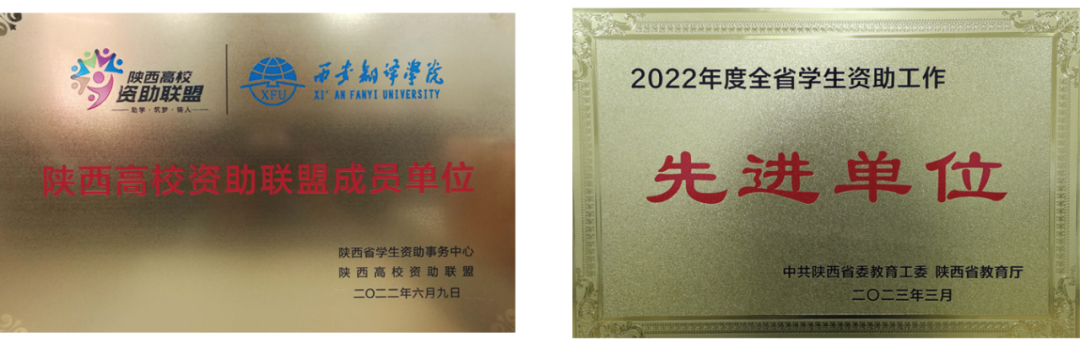 陕西高校
资助联盟
助学·筑梦·铸人
XFU
西安翻译学院
XI'AN FANYI UNIVERSITY
陕西高校资助联盟成员单位
陕西省学生资助事务中心
陕西高校资助联盟
二〇二二年六月九日
2022年度全省学生资助工作
先进单位
中共陕西省委教育工委 陕西省教育厅
二〇二三年三月